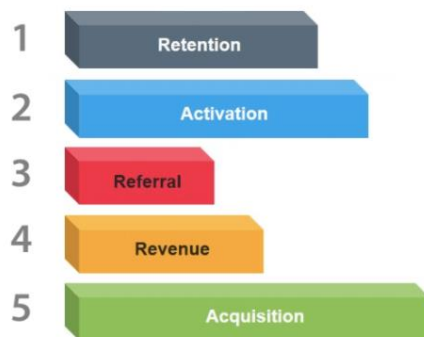 1 Retention
2 Activation
3 Referral
4 Revenue
5 Acquisition